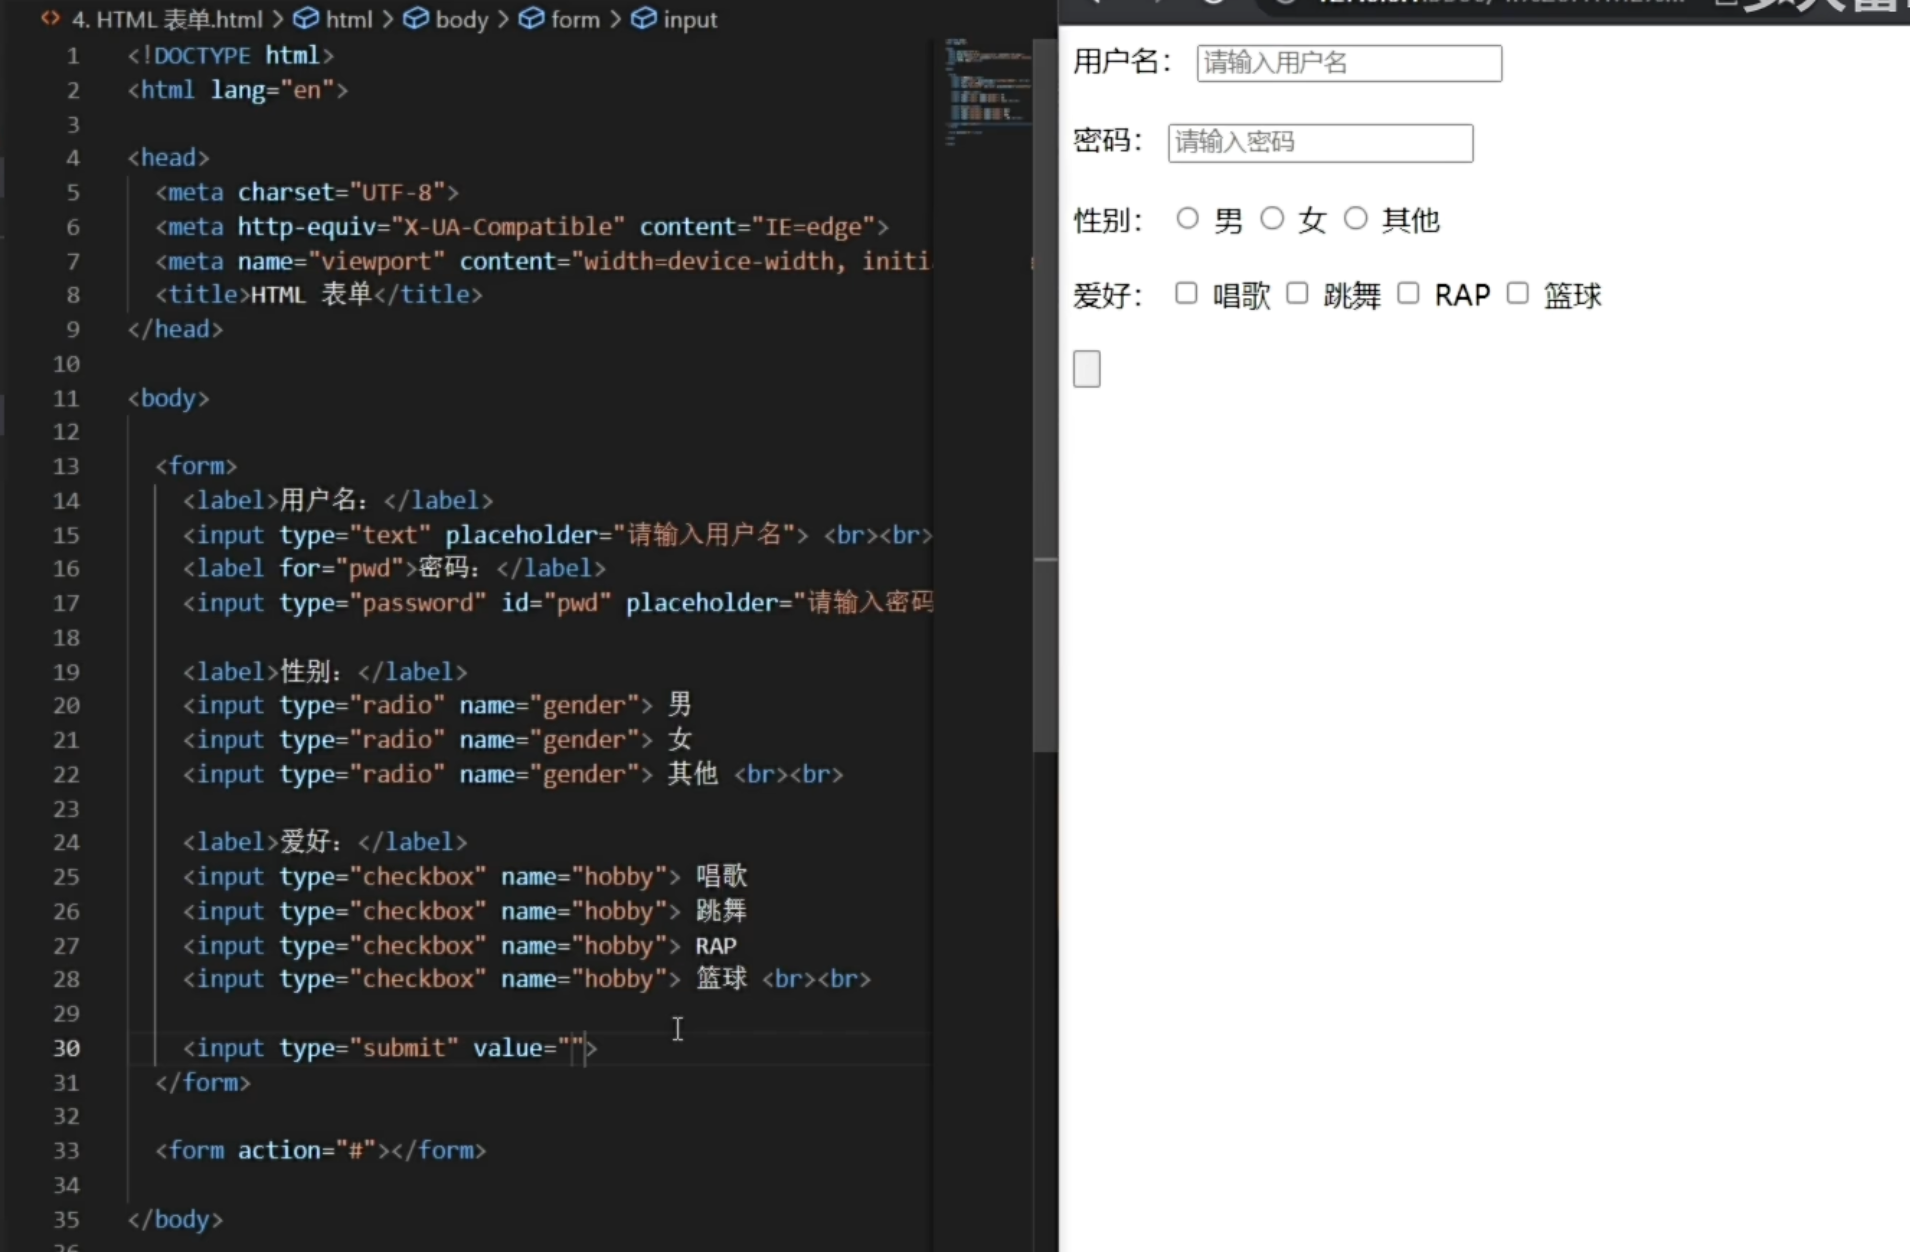 4. HTML 表单.html > html > body > form > input
1 <!DOCTYPE html>
2 <html lang="en">
3
4 <head>
5 <meta charset="UTF-8">
6 <meta http-equiv="X-UA-Compatible" content="IE=edge">
7 <meta name="viewport" content="width=device-width, initi
8 <title>HTML 表单</title>
9 </head>
10
11 <body>
12
13 <form>
14 <label>用户名：</label>
15 <input type="text" placeholder="请输入用户名"> <br><br>
16 <label for="pwd">密码：</label>
17 <input type="password" id="pwd" placeholder="请输入密码
18
19 <label>性别：</label>
20 <input type="radio" name="gender"> 男
21 <input type="radio" name="gender"> 女
22 <input type="radio" name="gender"> 其他 <br><br>
23
24 <label>爱好：</label>
25 <input type="checkbox" name="hobby"> 唱歌
26 <input type="checkbox" name="hobby"> 跳舞
27 <input type="checkbox" name="hobby"> RAP
28 <input type="checkbox" name="hobby"> 篮球 <br><br>
29
30 <input type="submit" value="">
31 </form>
32
33 <form action="#"></form>
34
35 </body>
用户名： 请输入用户名
密码： 请输入密码
性别： 男 女 其他
爱好： 唱歌 跳舞 RAP 篮球